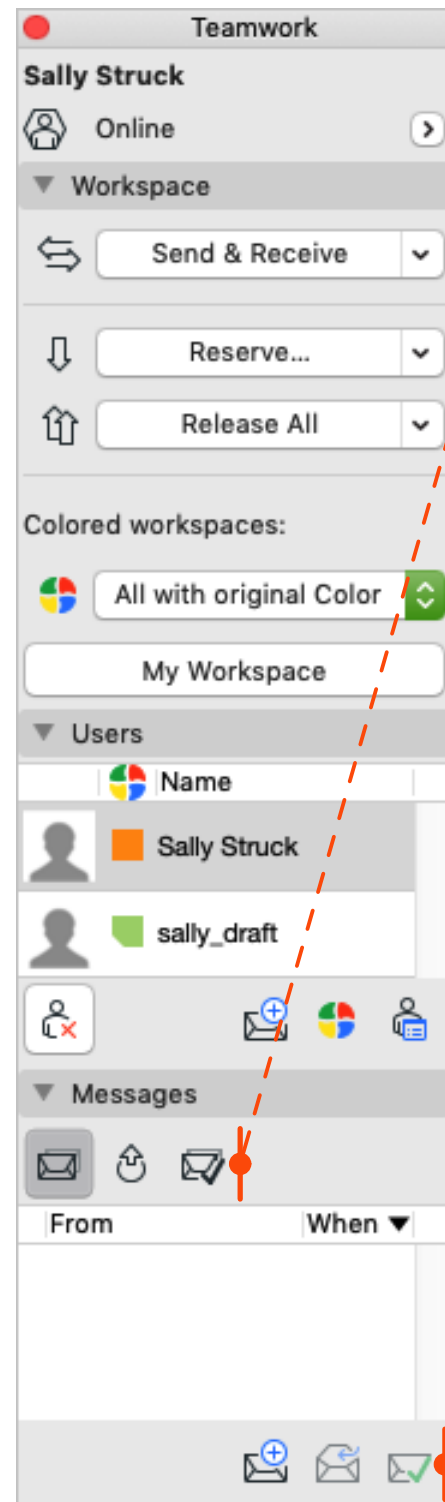 Teamwork
Sally Struck
Online
Workspace
Send & Receive
Reserve...
Release All
Colored workspaces:
All with original Color
My Workspace
Users
Name
Sally Struck
sally_draft
Messages
From When